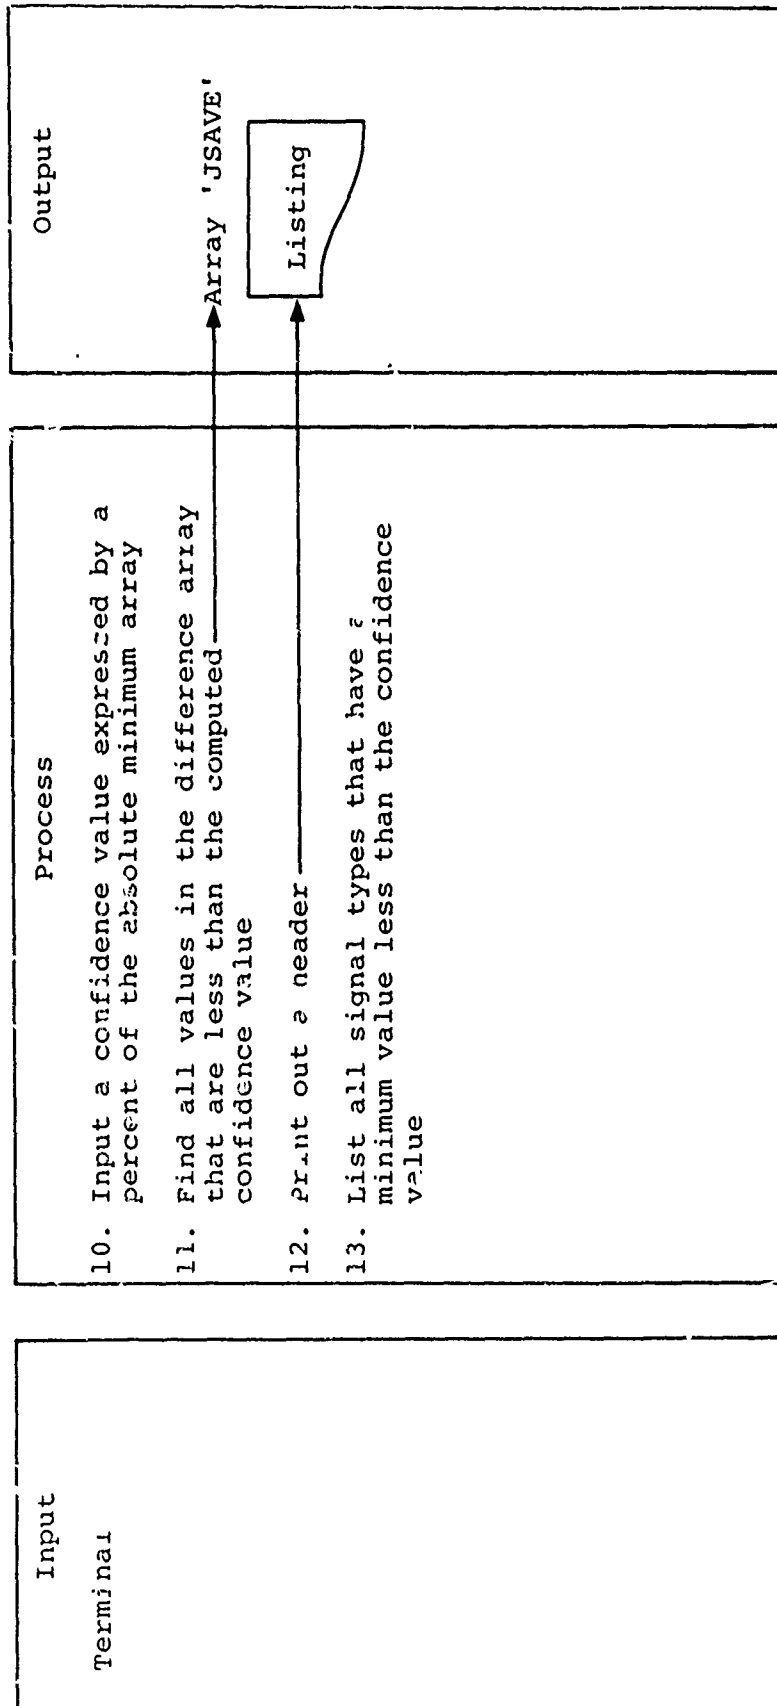 Input
Terminal
Process
10. Input a confidence value expressed by a
percent of the absolute minimum array
11. Find all values in the difference array
that are less than the computed
confidence value
12. Print out a header
13. List all signal types that have a
minimum value less than the confidence
value
Output
Array 'JSAVE'
Listing